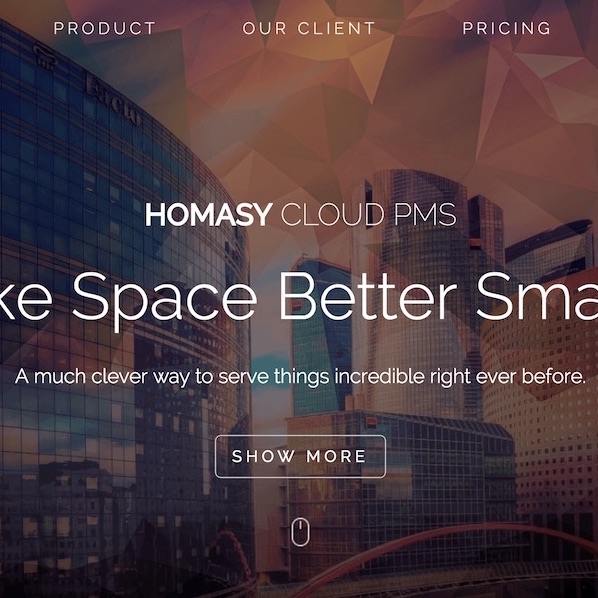 PRODUCT OUR CLIENT PRICING
HOMASY CLOUD PMS
ke Space Better Sma
A much clever way to serve things incredible right ever before.
SHOW MORE